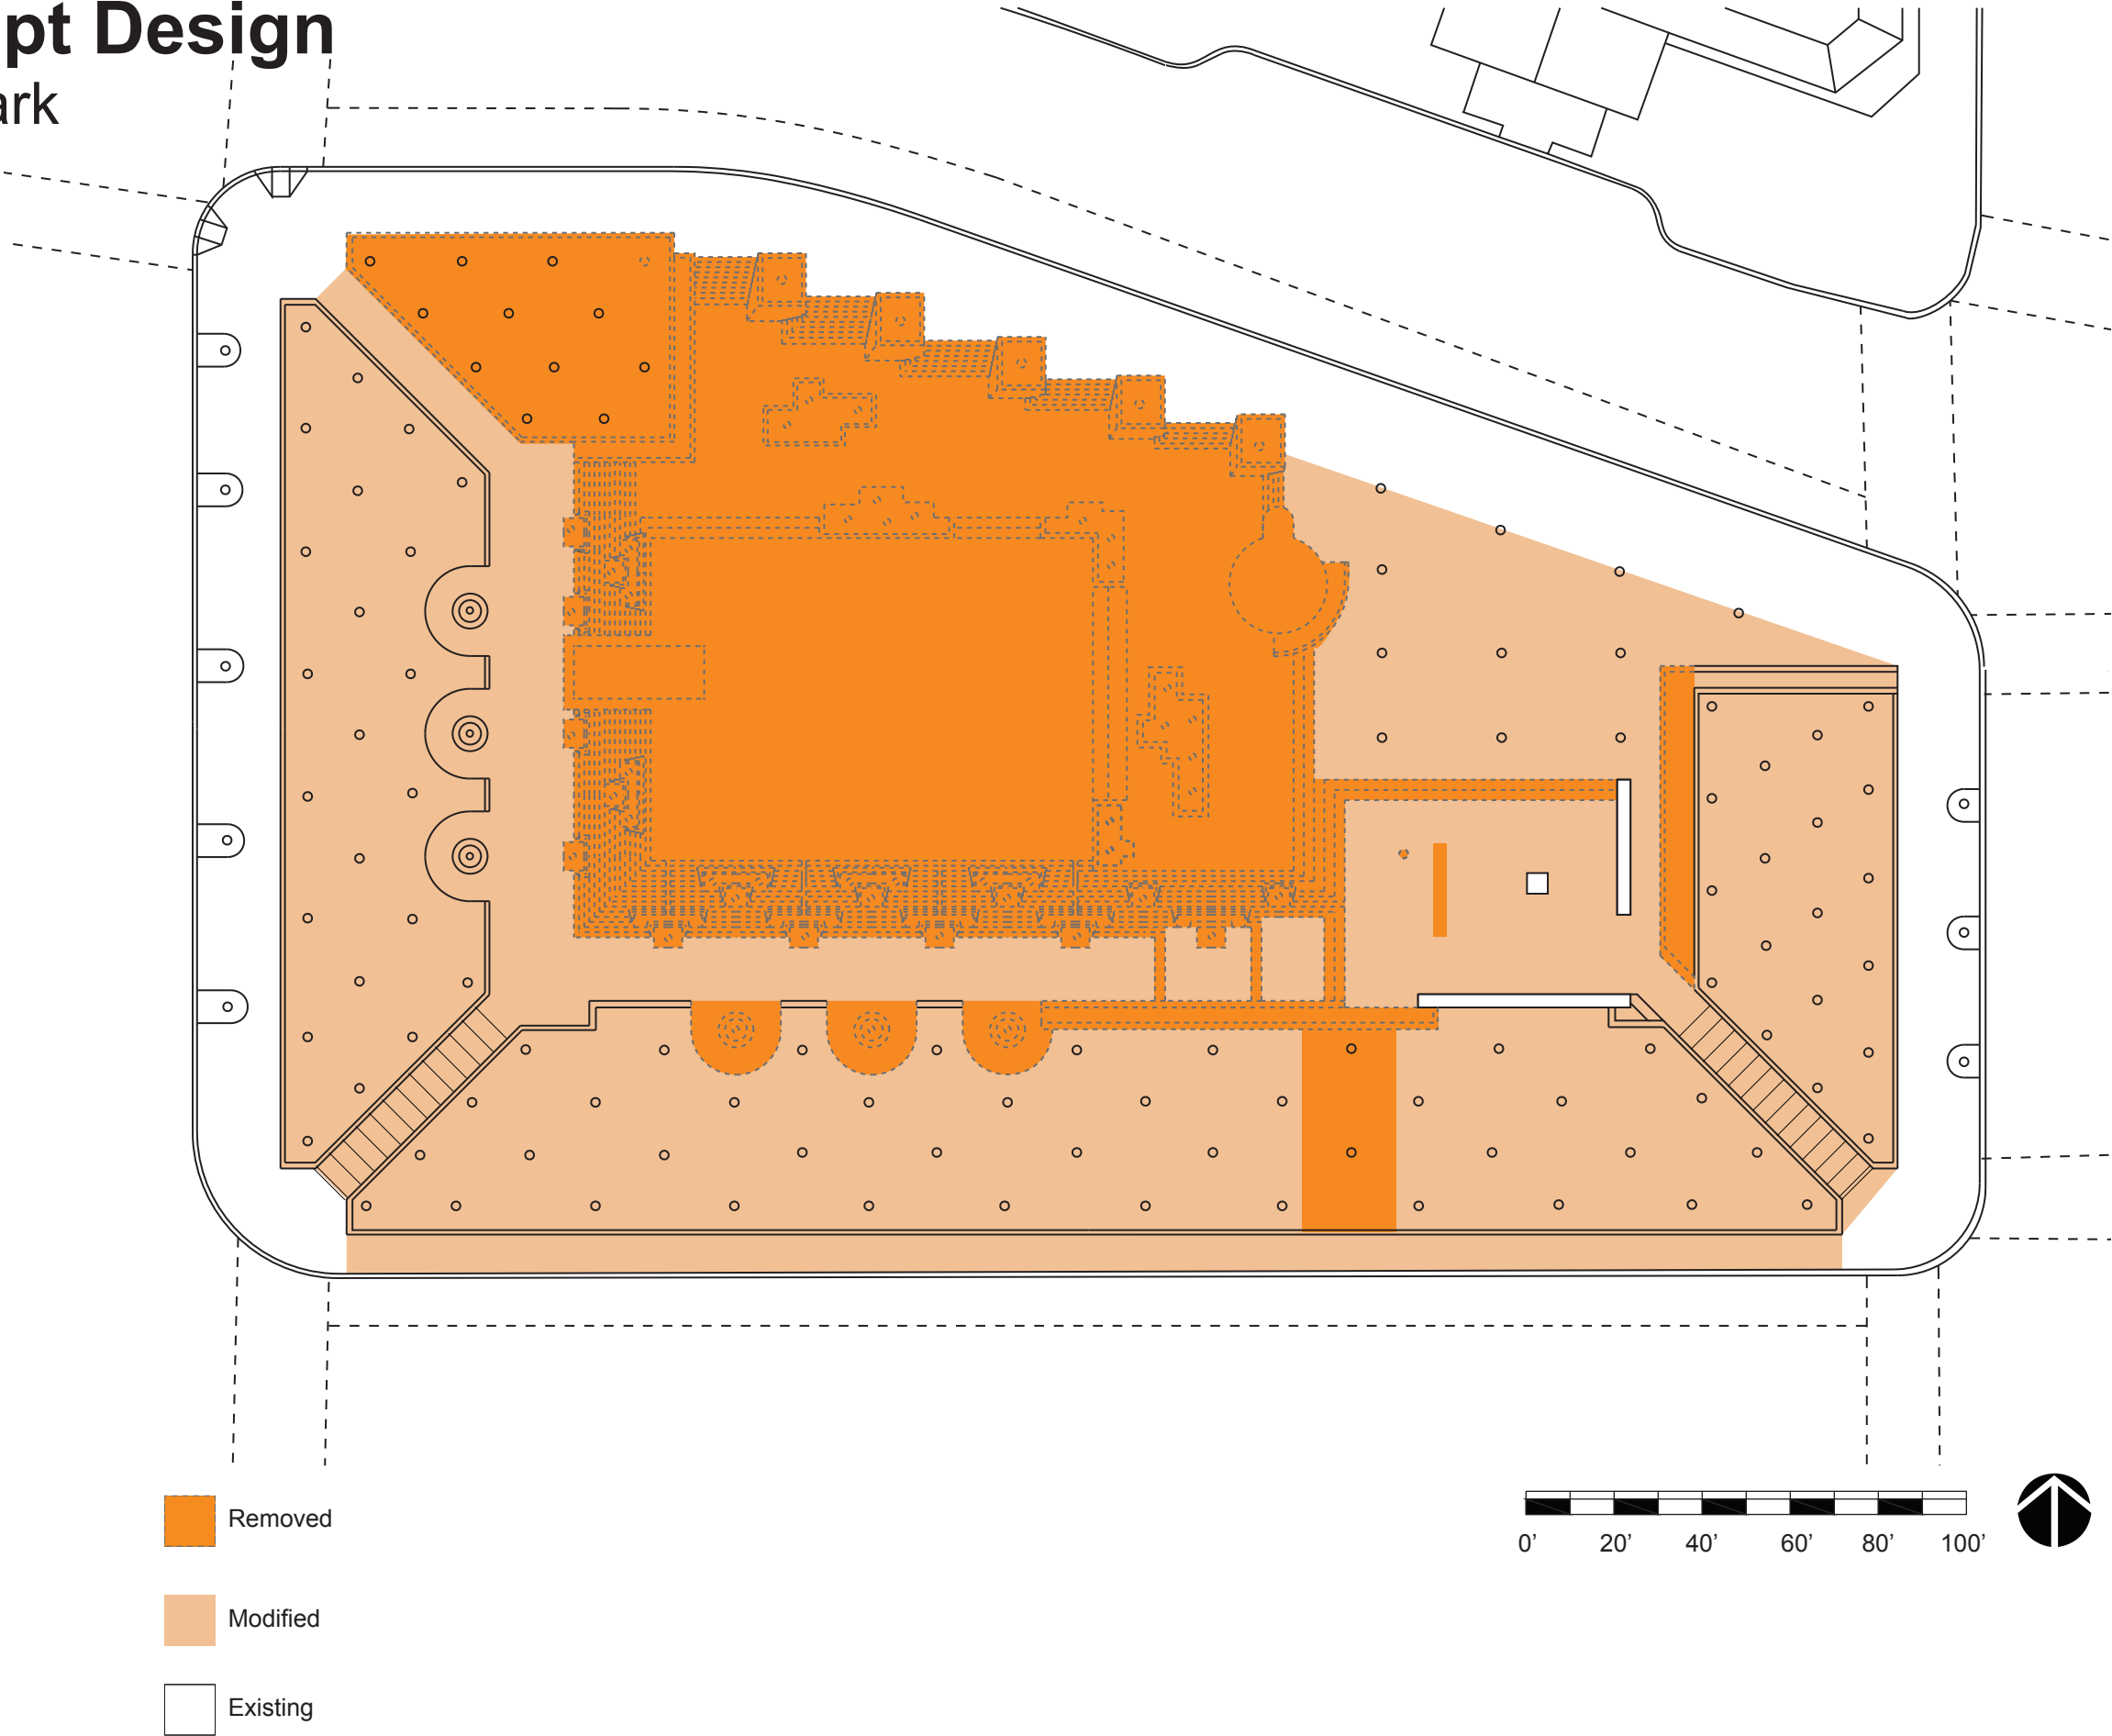 pt Design
ark
Removed
Modified
Existing
0’ 20’ 40’ 60’ 80’ 100’